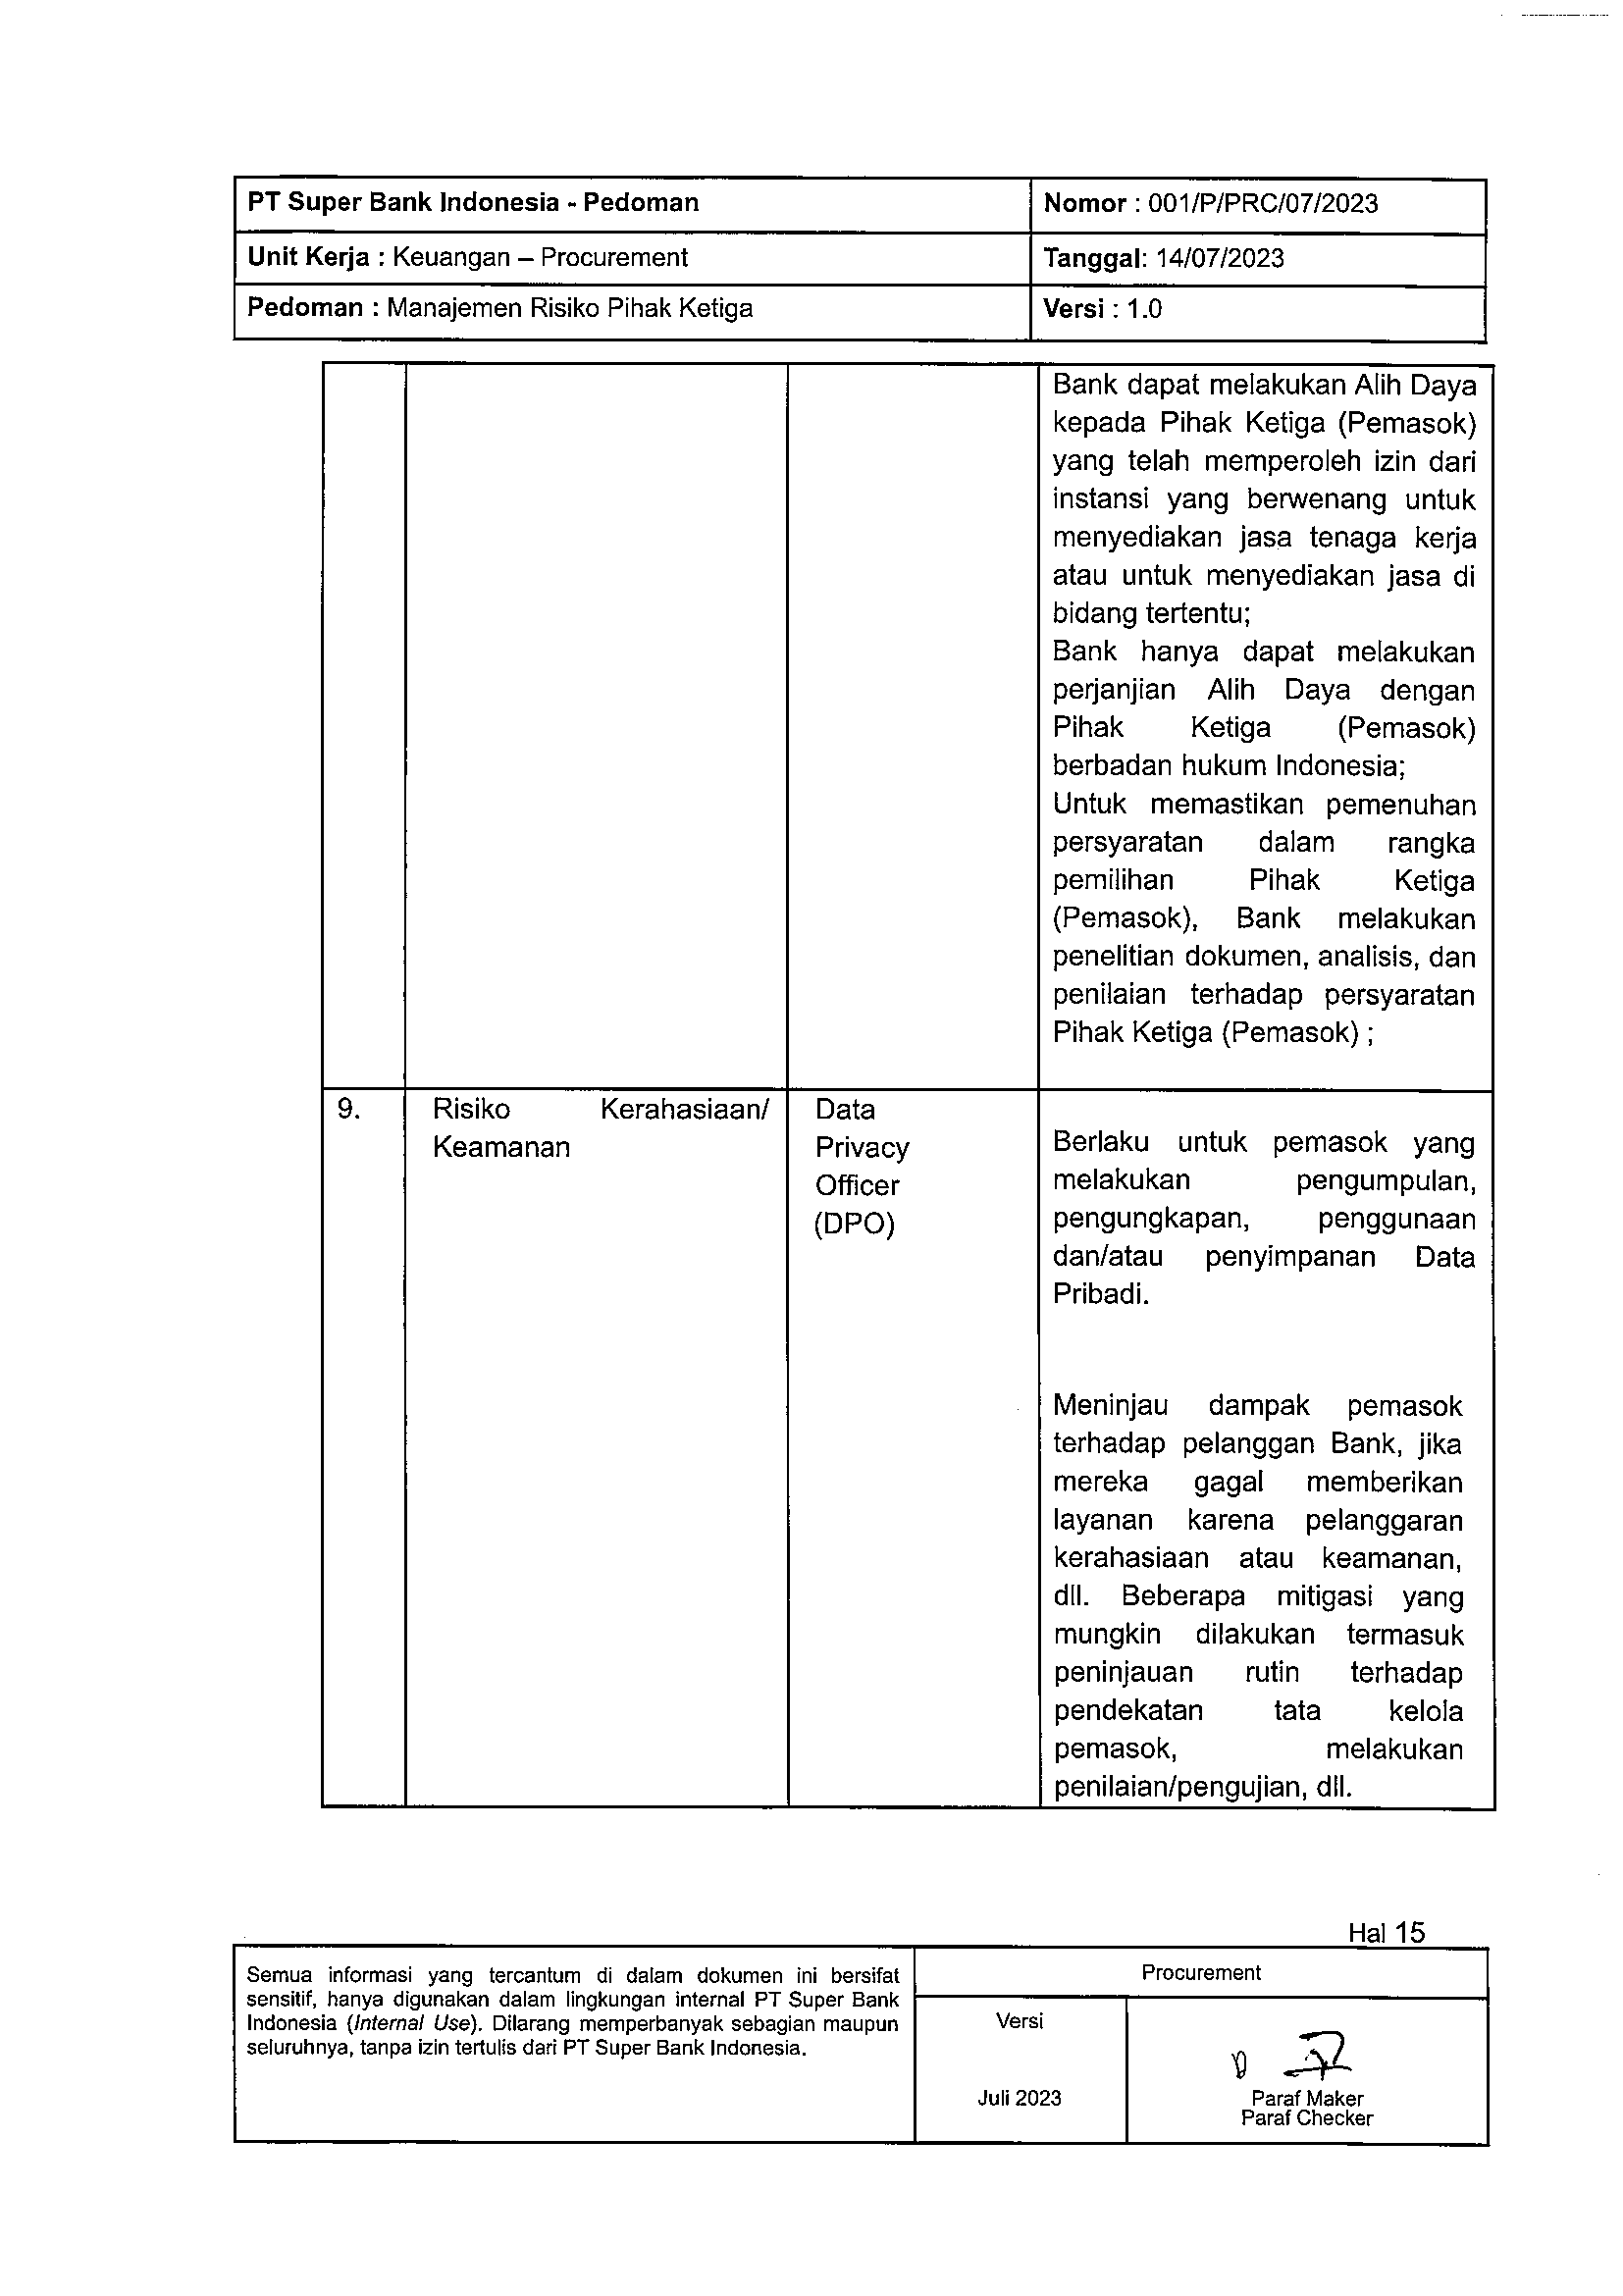 PT Super Bank Indonesia - Pedoman
Nomor : 001/P/PRC/07/2023
Unit Kerja : Keuangan – Procurement
Tanggal: 14/07/2023
Pedoman : Manajemen Risiko Pihak Ketiga
Versi : 1.0
Bank dapat melakukan Alih Daya
kepada Pihak Ketiga (Pemasok)
yang telah memperoleh izin dari
instansi yang berwenang untuk
menyediakan jasa tenaga kerja
atau untuk menyediakan jasa di
bidang tertentu;
Bank hanya dapat melakukan
perjanjian Alih Daya dengan
Pihak Ketiga (Pemasok)
berbadan hukum Indonesia;
Untuk memastikan pemenuhan
persyaratan dalam rangka
pemilihan Pihak Ketiga
(Pemasok), Bank melakukan
penelitian dokumen, analisis, dan
penilaian terhadap persyaratan
Pihak Ketiga (Pemasok) ;
9.
Risiko Kerahasiaan/
Keamanan
Data
Privacy
Officer
(DPO)
Berlaku untuk pemasok yang
melakukan pengumpulan,
pengungkapan, penggunaan
dan/atau penyimpanan Data
Pribadi.
Meninjau dampak pemasok
terhadap pelanggan Bank, jika
mereka gagal memberikan
layanan karena pelanggaran
kerahasiaan atau keamanan,
dll. Beberapa mitigasi yang
mungkin dilakukan termasuk
peninjauan rutin terhadap
pendekatan tata kelola
pemasok, melakukan
penilaian/pengujian, dll.
Hal 15
Semua informasi yang tercantum di dalam dokumen ini bersifat
sensitif, hanya digunakan dalam lingkungan internal PT Super Bank
Indonesia (Internal Use). Dilarang memperbanyak sebagian maupun
seluruhnya, tanpa izin tertulis dari PT Super Bank Indonesia.
Procurement
Versi
Juli 2023
Paraf Maker
Paraf Checker